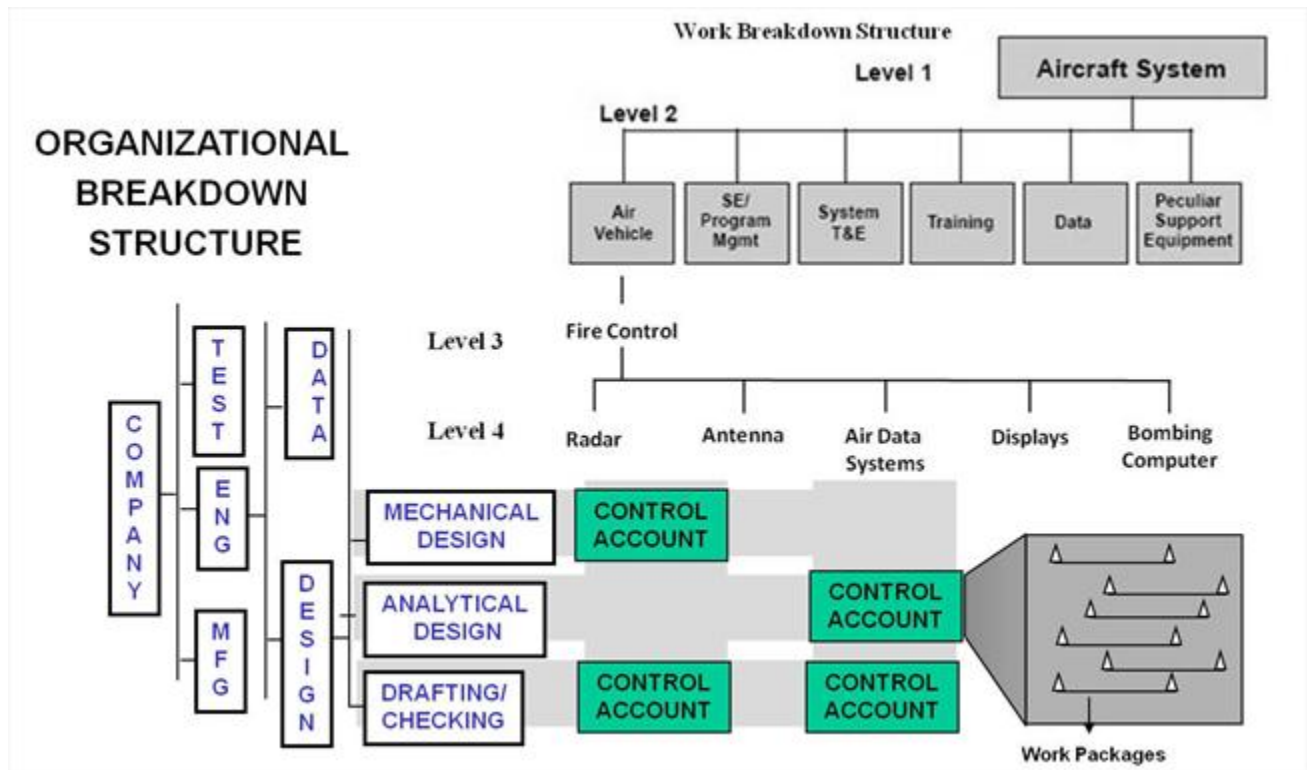 Work Breakdown Structure
Level 1
Aircraft System
Level 2
ORGANIZATIONAL
BREAKDOWN
STRUCTURE
Air
Vehicle
SE/
Program
Mgmt
System
T&E
Training
Data
Peculiar
Support
Equipment
Level 3
Fire Control
Level 4
Radar
Antenna
Air Data
Systems
Displays
Bombing
Computer
COMPANY
TEST
ENG
MFG
DATA
DESIGN
MECHANICAL
DESIGN
CONTROL
ACCOUNT
ANALYTICAL
DESIGN
CONTROL
ACCOUNT
DRAFTING/
CHECKING
CONTROL
ACCOUNT
CONTROL
ACCOUNT
Work Packages